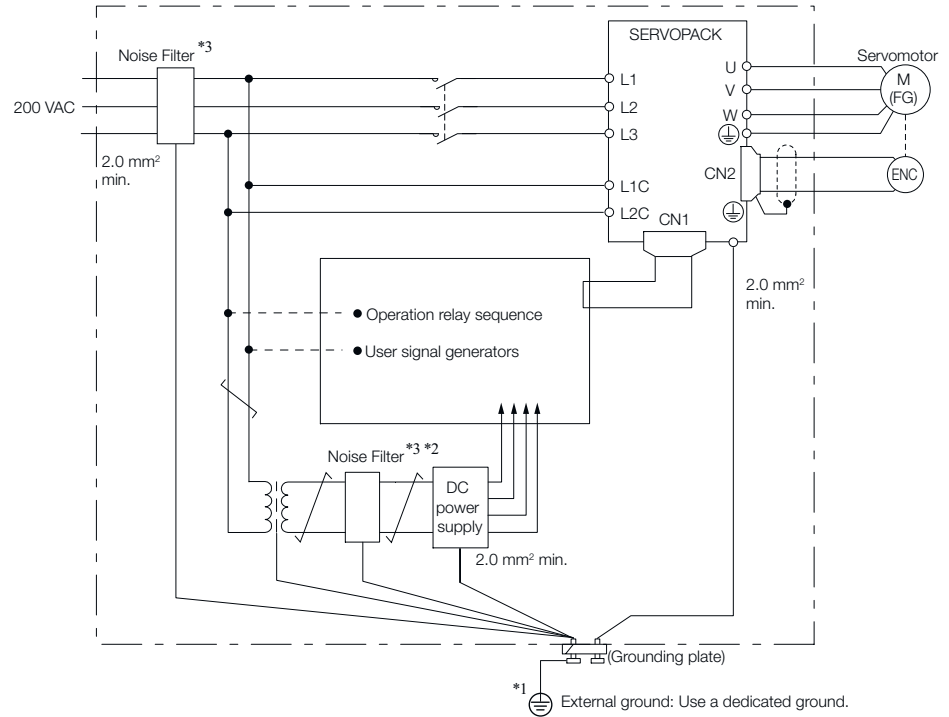 SERVOPACK
Noise Filter *3
Servomotor
U
M
(FG)
L1
V
200 VAC
L2
W
L3
2.0 mm²
min.
CN2
ENC
L1C
L2C
CN1
2.0 mm²
min.
Operation relay sequence
User signal generators
Noise Filter *3 *2
DC
power
supply
2.0 mm² min.
(Grounding plate)
*1
External ground: Use a dedicated ground.